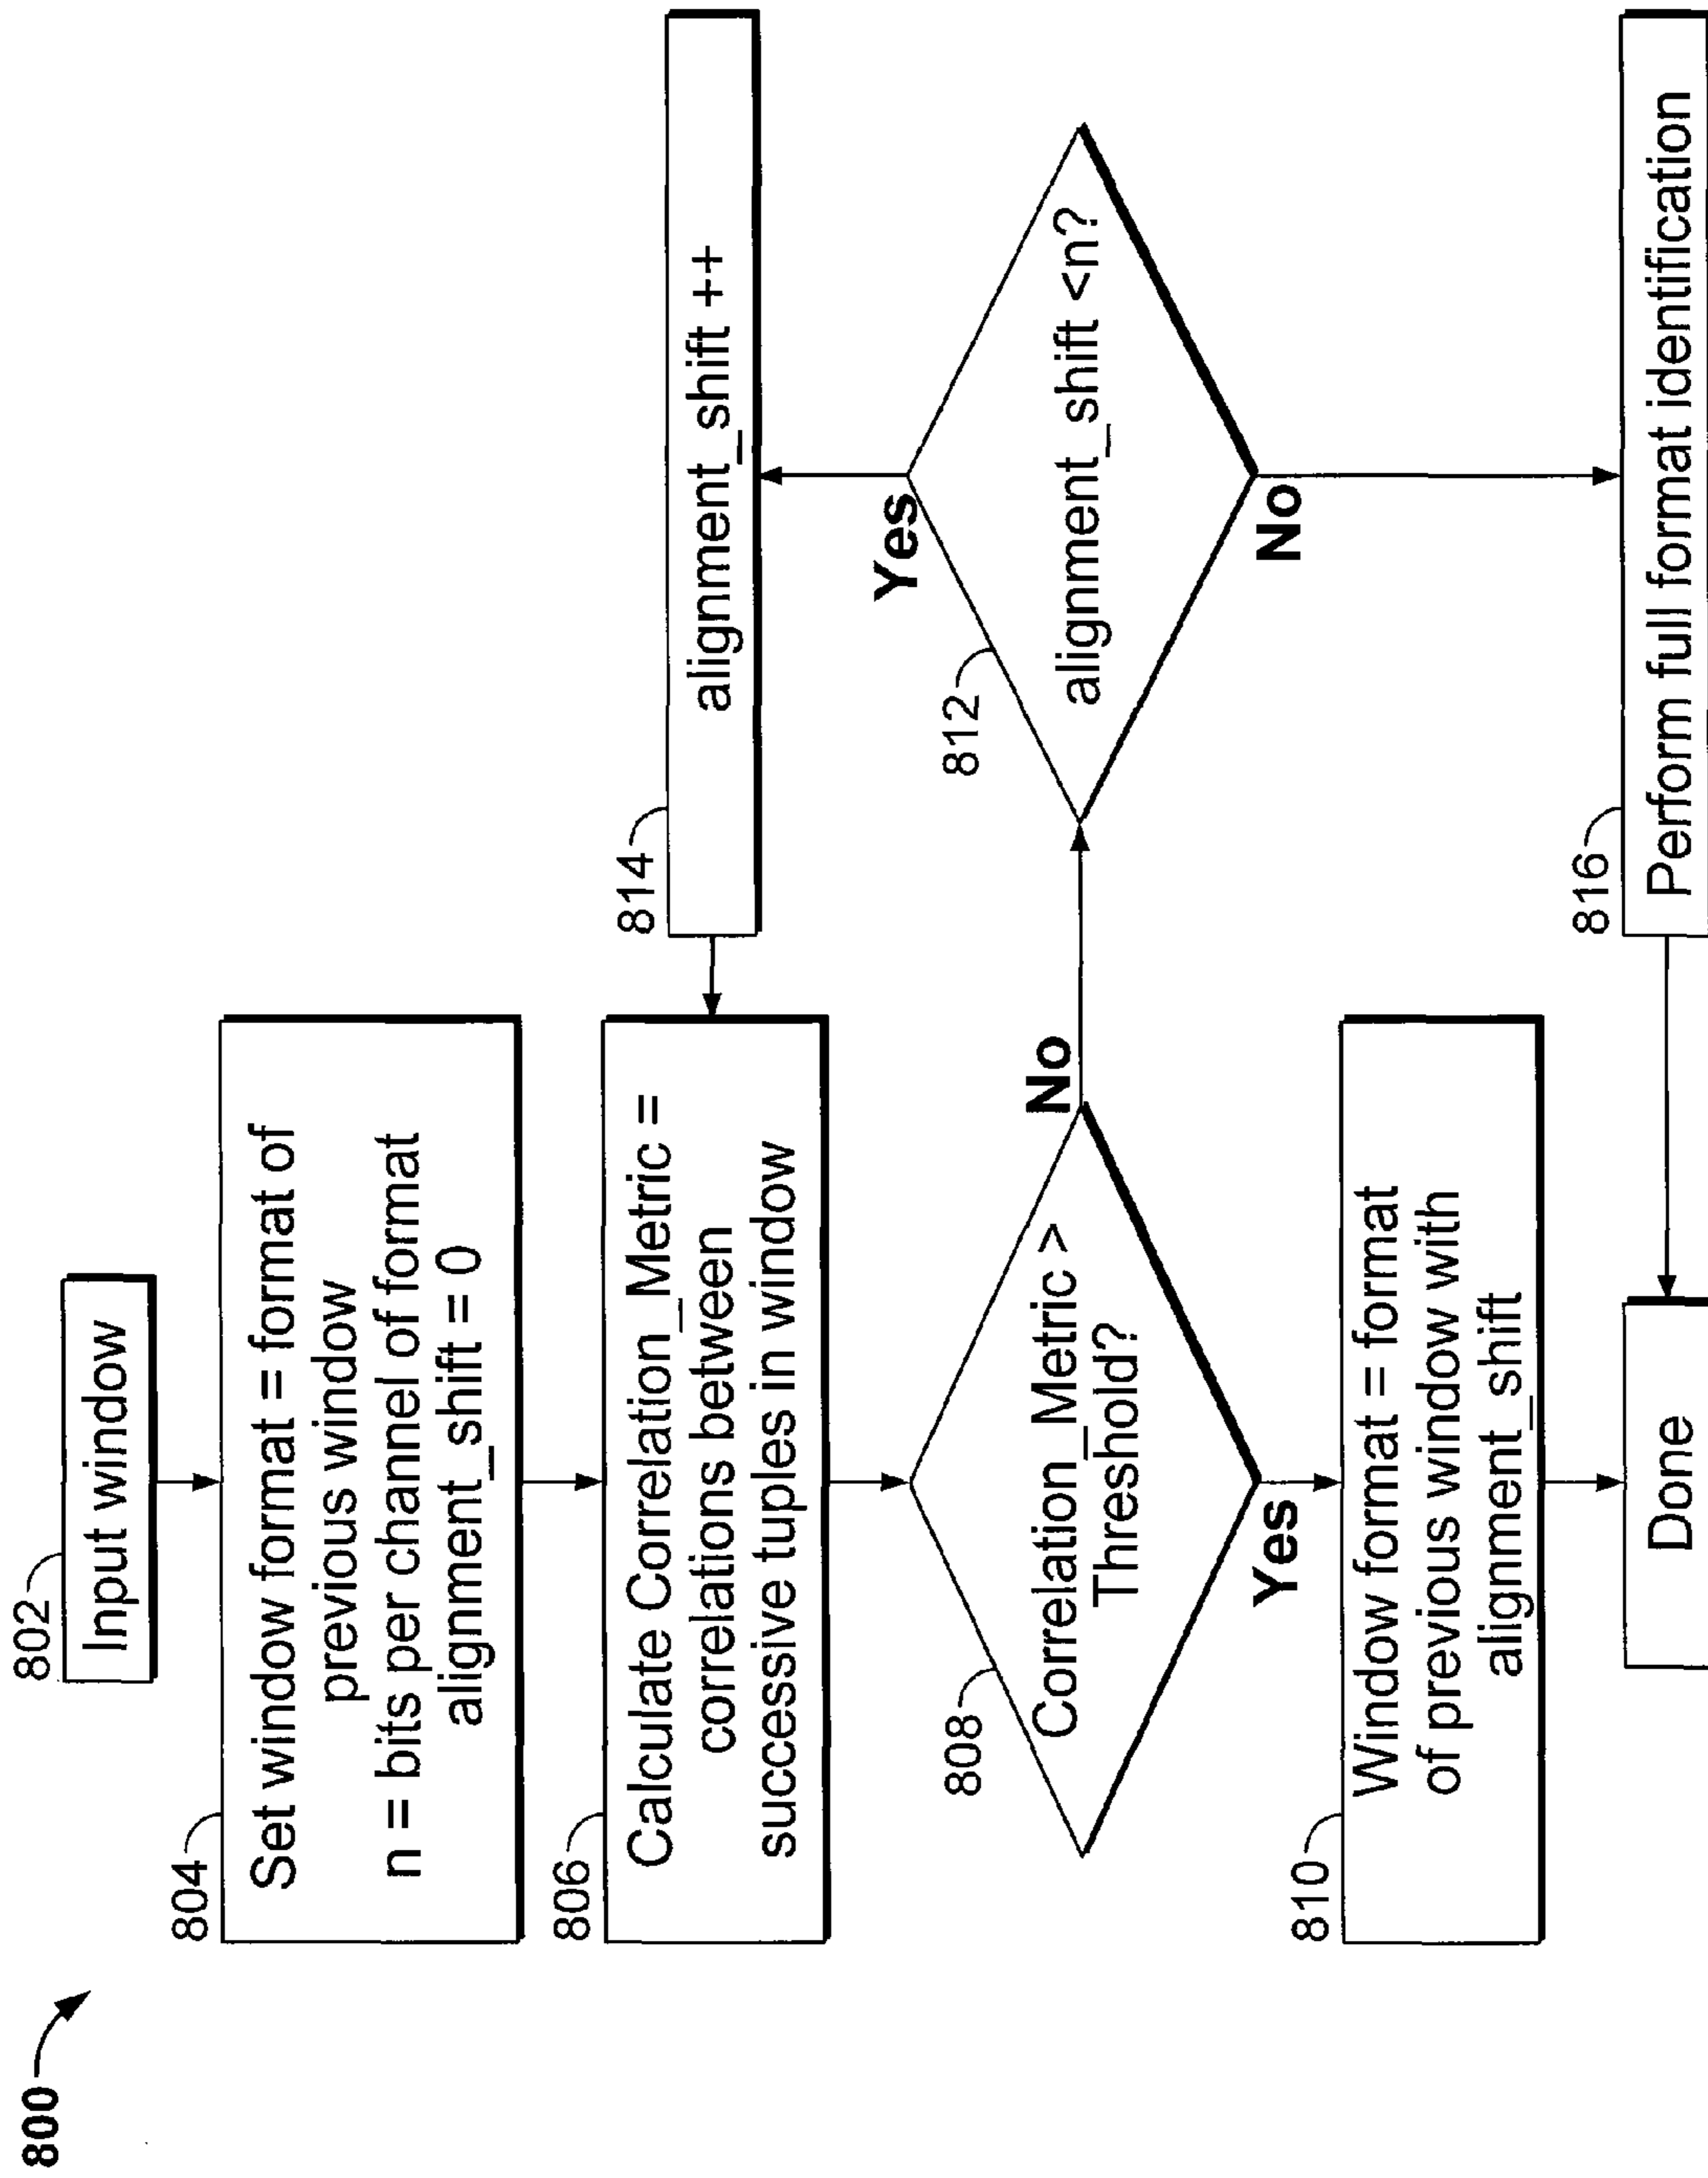 800
802
Input window
804
Set window format = format of
previous window
n = bits per channel of format
alignment_shift = 0
806
Calculate Correlation_Metric =
correlations between
successive tuples in window
808
Correlation_Metric >
Threshold?
No
Yes
810
Window format = format
of previous window with
alignment_shift
Done
814
alignment_shift ++
Yes
812
alignment_shift <n?
No
816
Perform full format identification